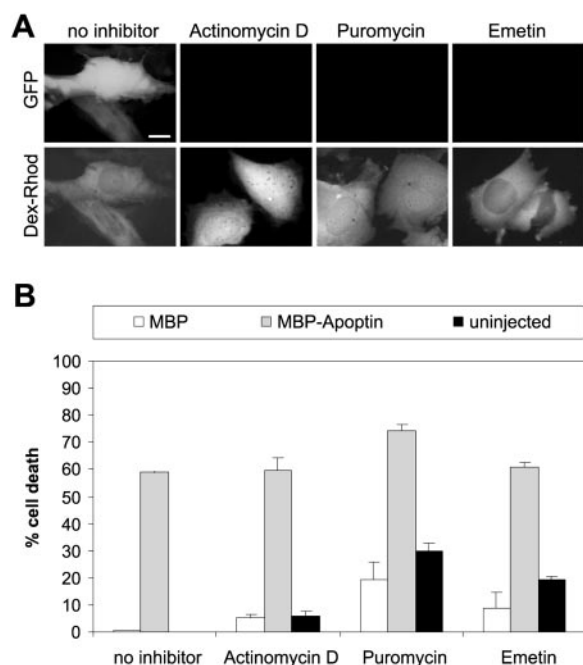 A
no inhibitor Actinomycin D Puromycin Emetin
GFP
Dex-Rhod
B
MBP MBP-Apoptin uninjected
% cell death
100
90
80
70
60
50
40
30
20
10
0
no inhibitor Actinomycin D Puromycin Emetin